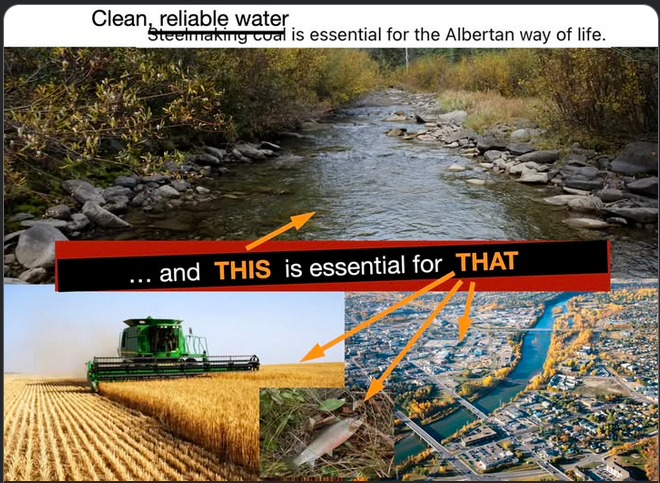 Clean, reliable water
Steelmaking coal is essential for the Albertan way of life.
... and THIS is essential for THAT